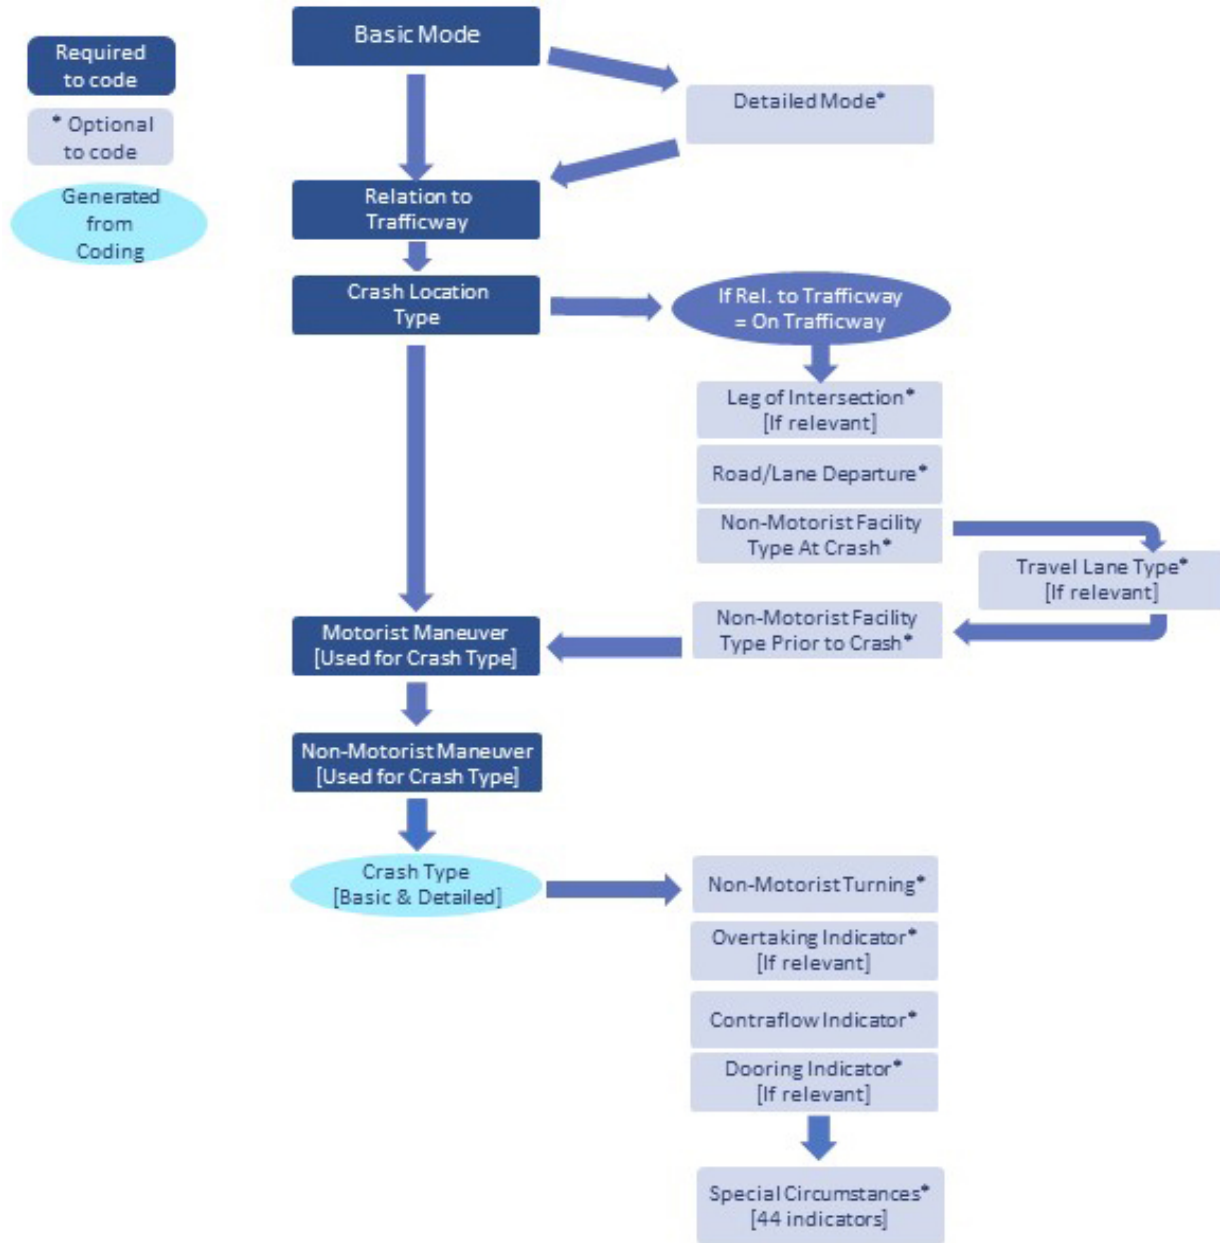 Required
to code
* Optional
to code
Generated
from
Coding
Basic Mode
Detailed Mode*
Relation to
Trafficway
Crash Location
Type
If Rel. to Trafficway
= On Trafficway
Leg of Intersection*
[If relevant]
Road/Lane Departure*
Non-Motorist Facility
Type At Crash*
Travel Lane Type*
[If relevant]
Non-Motorist Facility
Type Prior to Crash*
Motorist Maneuver
[Used for Crash Type]
Non-Motorist Maneuver
[Used for Crash Type]
Crash Type
[Basic & Detailed]
Non-Motorist Turning*
Overtaking Indicator*
[If relevant]
Contraflow Indicator*
Dooring Indicator*
[If relevant]
Special Circumstances*
[44 indicators]